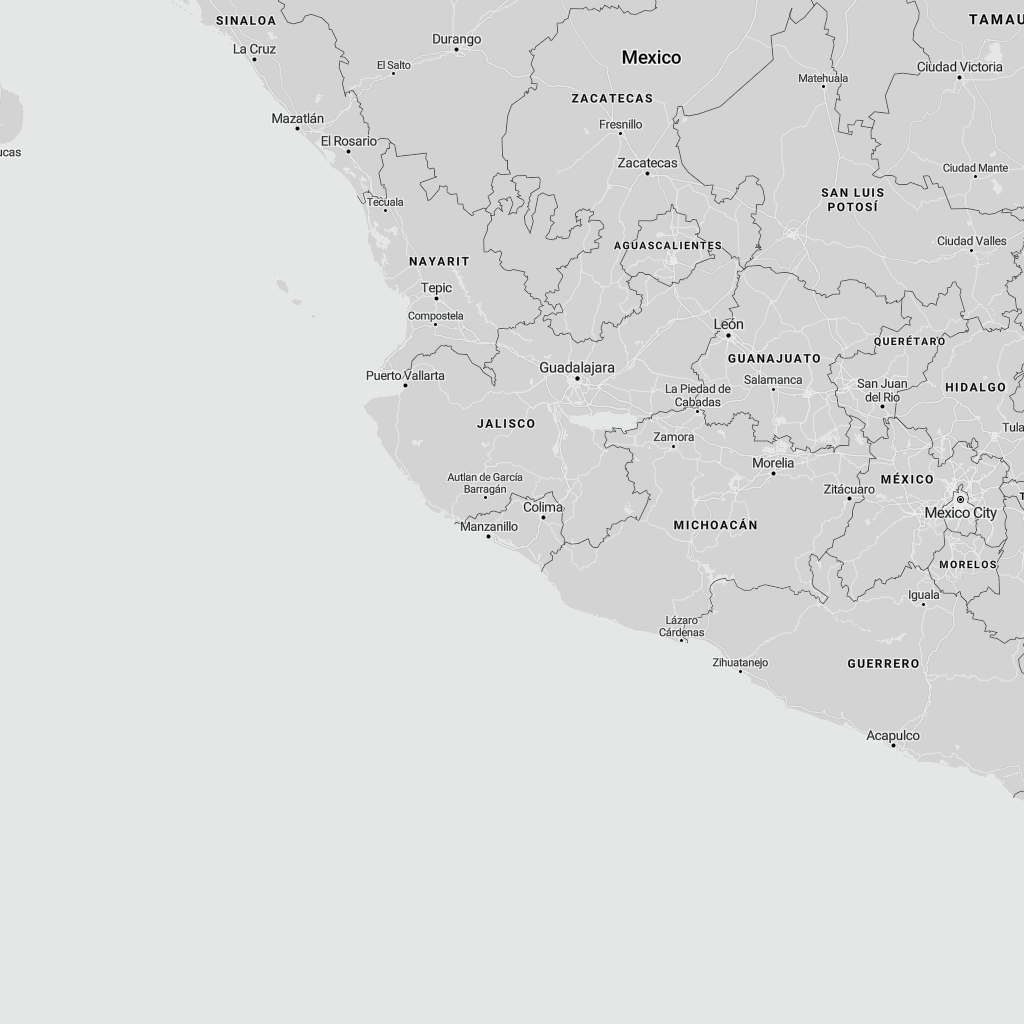 SINALOA
TAMAU
Durango
La Cruz
Mexico
El Salto
Ciudad Victoria
Matehuala
ZACATECAS
Mazatlán
Fresnillo
El Rosario
ucas
Zacatecas
Ciudad Mante
SAN LUIS
POTOSÍ
Tecuala
AGUASCALIENTES
Ciudad Valles
NAYARIT
Tepic
Compostela
León
QUERÉTARO
GUANAJUATO
Guadalajara
Puerto Vallarta
Salamanca
San Juan
del Rio
HIDALGO
La Piedad de
Cabadas
JALISCO
Tula
Zamora
Morelia
Autlan de García
Barragán
MÉXICO
Zitácuaro
T
Colima
Mexico City
Manzanillo
MICHOACÁN
MORELOS
Iguala
Lázaro
Cárdenas
Zihuatanejo
GUERRERO
Acapulco